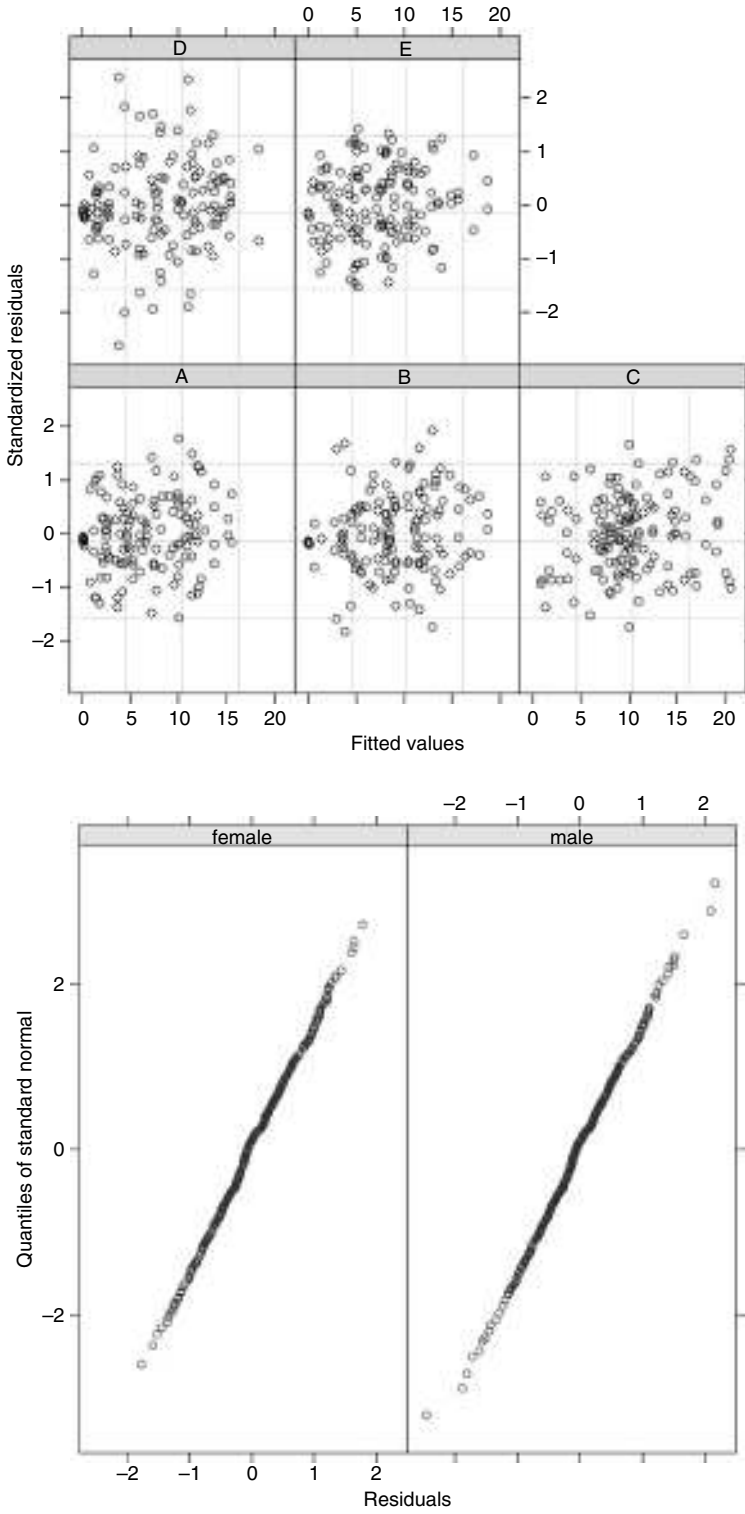 0 5 10 15 20
D E
2
1
0
−1
−2
Standardized residuals
A B C
2
1
0
−1
−2
0 5 10 15 20 0 5 10 15 20
Fitted values
−2 −1 0 1 2
female male
2
0
−2
Quantiles of standard normal
−2 −1 0 1 2
Residuals